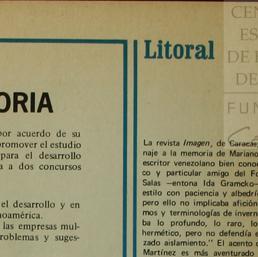 ORIA
por acuerdo de su
promover el estudio
para el desarrollo
a a dos concursos
el desarrollo y en
noamérica.
las empresas mul-
roblemas y suges-
Litoral
La revista Imagen, de Caracas
naje a la memoria de Mariano
escritor venezolano bien conoc
co y particular amigo del Fo
Salas —entona Ida Gramcko—
estilo con paciencia y albedrí
pero ello no implicaba afición
mos y terminologías de invern
ba lo profundo, lo raro, lo
hermético, pero no defendía e
zado aislamiento." El acento d
Martínez es más aventurado
CEN
ES
DE
DE
FUN